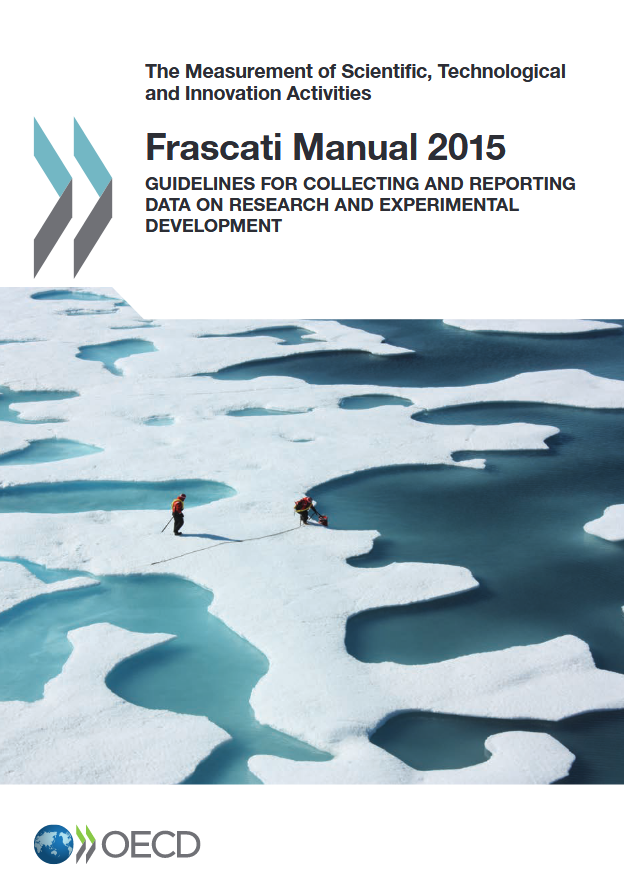 The Measurement of Scientific, Technological
and Innovation Activities
Frascati Manual 2015
GUIDELINES FOR COLLECTING AND REPORTING
DATA ON RESEARCH AND EXPERIMENTAL
DEVELOPMENT
OECD